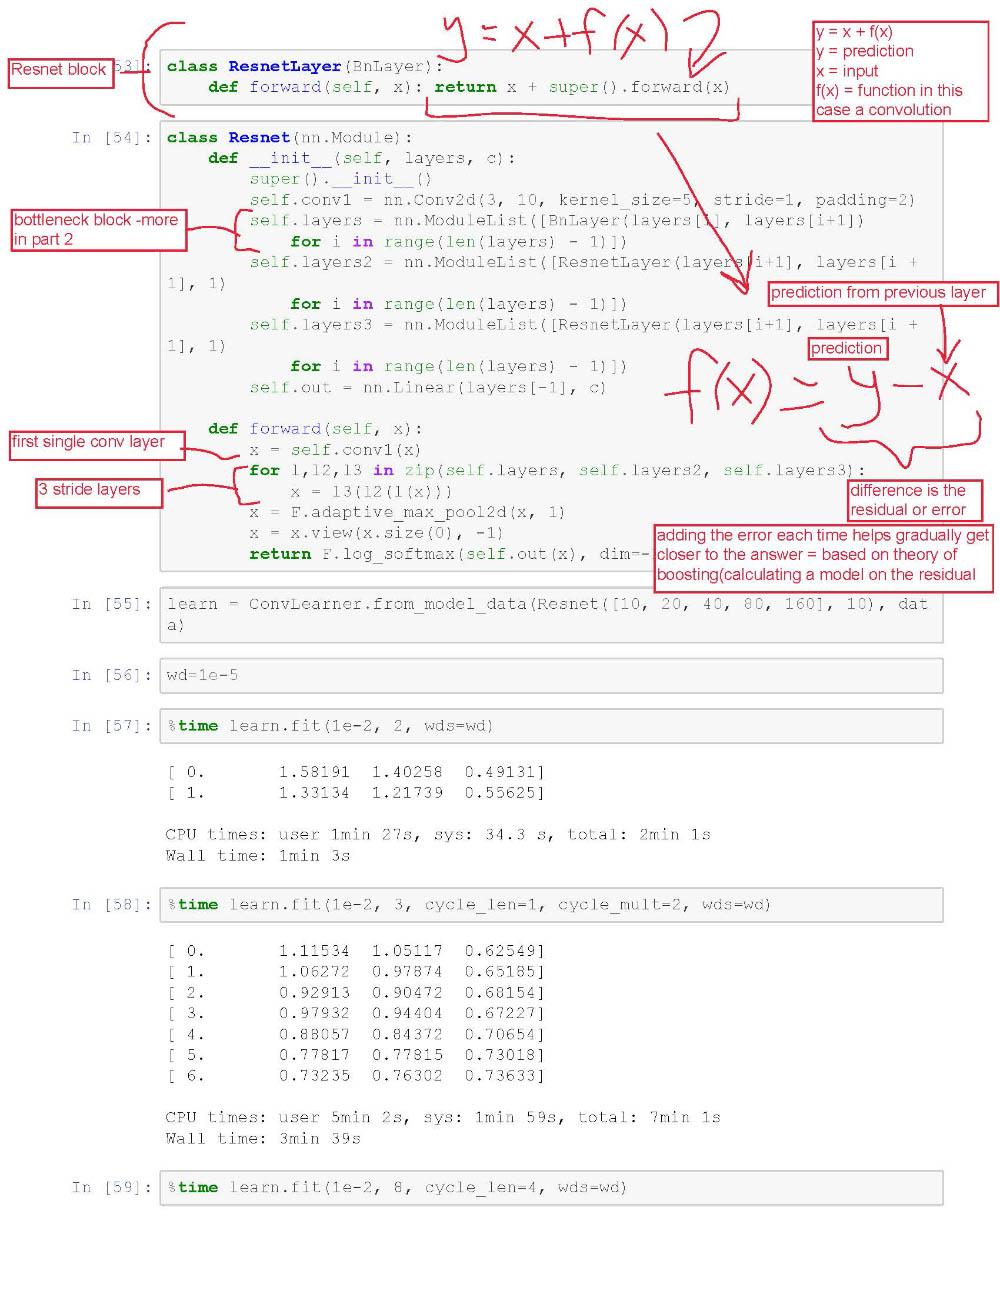 y = x + f(x)
y = x + f(x)
y = prediction
x = input
f(x) = function in this
case a convolution
Resnet block
53]: class ResnetLayer(BnLayer):
def forward(self, x): return x + super().forward(x)
In [54]: class Resnet(nn.Module):
def __init__(self, layers, c):
super().__init__()
self.conv1 = nn.Conv2d(3, 10, kernel_size=5, stride=1, padding=2)
bottleneck block -more
in part 2
self.layers = nn.ModuleList([BnLayer(layers[i], layers[i+1])
for i in range(len(layers) - 1)])
self.layers2 = nn.ModuleList([ResnetLayer(layers[i+1], layers[i +
1], 1)
for i in range(len(layers) - 1)])
prediction from previous layer
self.layers3 = nn.ModuleList([ResnetLayer(layers[i+1], layers[i +
1], 1)
prediction
for i in range(len(layers) - 1)])
self.out = nn.Linear(layers[-1], c)
f(x) = y - x
def forward(self, x):
first single conv layer
x = self.conv1(x)
for l,l2,l3 in zip(self.layers, self.layers2, self.layers3):
3 stride layers
x = l3(l2(l(x)))
difference is the
residual or error
x = F.adaptive_max_pool2d(x, 1)
x = x.view(x.size(0), -1)
return F.log_softmax(self.out(x), dim=-
adding the error each time helps gradually get
closer to the answer = based on theory of
boosting(calculating a model on the residual
In [55]: learn = ConvLearner.from_model_data(Resnet([10, 20, 40, 80, 160], 10), dat
a)
In [56]: wd=1e-5
In [57]: %time learn.fit(1e-2, 2, wds=wd)
[ 0. 1.58191 1.40258 0.49131]
[ 1. 1.33134 1.21739 0.55625]
CPU times: user 1min 27s, sys: 34.3 s, total: 2min 1s
Wall time: 1min 3s
In [58]: %time learn.fit(1e-2, 3, cycle_len=1, cycle_mult=2, wds=wd)
[ 0. 1.11534 1.05117 0.62549]
[ 1. 1.06272 0.97874 0.65185]
[ 2. 0.92913 0.90472 0.68154]
[ 3. 0.97932 0.94404 0.67227]
[ 4. 0.88057 0.84372 0.70654]
[ 5. 0.77817 0.77815 0.73018]
[ 6. 0.73235 0.76302 0.73633]
CPU times: user 5min 2s, sys: 1min 59s, total: 7min 1s
Wall time: 3min 39s
In [59]: %time learn.fit(1e-2, 8, cycle_len=4, wds=wd)